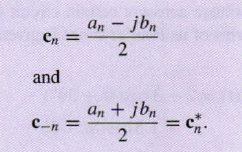 cₙ = (aₙ − jbₙ) / 2
and
c₋ₙ = (aₙ + jbₙ) / 2 = cₙ*.